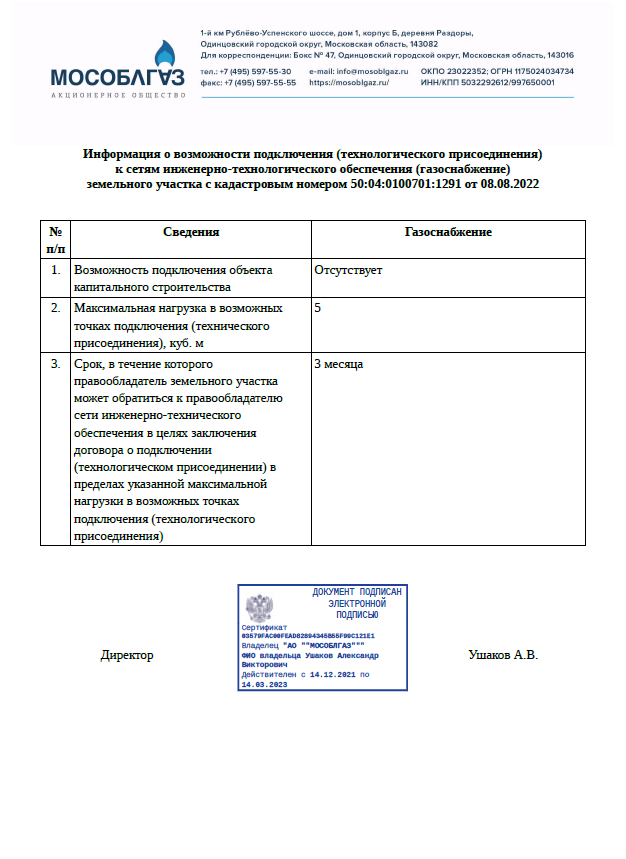 1-й км Рублёво-Успенского шоссе, дом 1, корпус Б, деревня Раздоры,
Одинцовский городской округ, Московская область, 143082
Для корреспонденции: Бокс № 47, Одинцовский городской округ, Московская область, 143016
МОСОБЛГАЗ
АКЦИОНЕРНОЕ ОБЩЕСТВО
тел.: +7 (495) 597-55-30 e-mail: info@mosoblgaz.ru ОКПО 23022352; ОГРН 1175024034734
факс: +7 (495) 597-55-55 https://mosoblgaz.ru/ ИНН/КПП 5032292612/997650001
Информация о возможности подключения (технологического присоединения)
к сетям инженерно-технологического обеспечения (газоснабжение)
земельного участка с кадастровым номером 50:04:0100701:1291 от 08.08.2022
№ п/п Сведения Газоснабжение
1. Возможность подключения объекта Отсутствует
капитального строительства
2. Максимальная нагрузка в возможных 5
точках подключения (технического
присоединения), куб. м
3. Срок, в течение которого 3 месяца
правообладатель земельного участка
может обратиться к правообладателю
сети инженерно-технического
обеспечения в целях заключения
договора о подключении
(технологическом присоединении) в
пределах указанной максимальной
нагрузки в возможных точках
подключения (технологического
присоединения)
ДОКУМЕНТ ПОДПИСАН
ЭЛЕКТРОННОЙ
ПОДПИСЬЮ
Сертификат
03579FAC00FEAD82894345B55F99C121E1
Владелец "АО ""МОСОБЛГАЗ"""
ФИО владельца Ушаков Александр
Викторович
Действителен с 14.12.2021 по
14.03.2023
Директор Ушаков А.В.